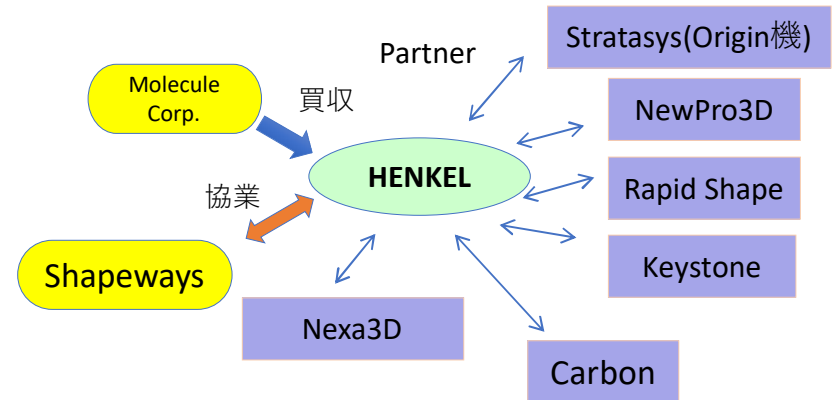 Stratasys(Origin機)
Partner
Molecule
Corp.
買収
NewPro3D
HENKEL
Rapid Shape
協業
Shapeways
Keystone
Nexa3D
Carbon